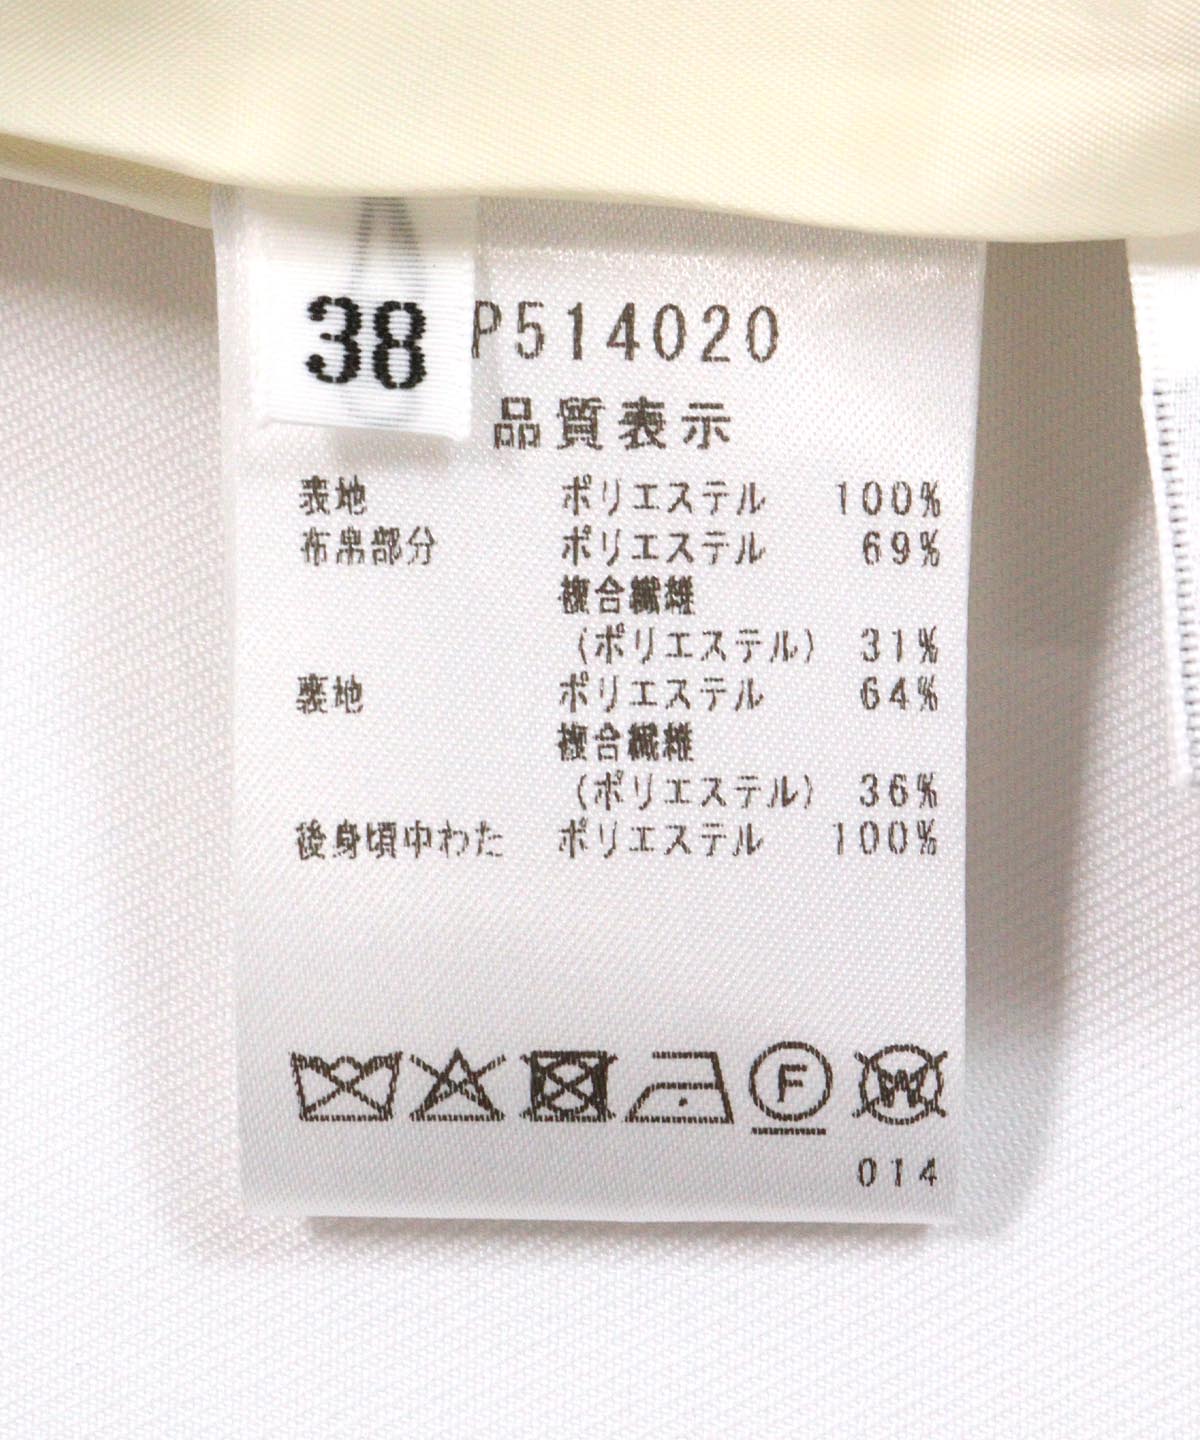 38
P514020
品質表示
表地 ポリエステル 100%
布帛部分 ポリエステル 69%
複合繊維
(ポリエステル) 31%
裏地 ポリエステル 64%
複合繊維
(ポリエステル) 36%
後身頃中わた ポリエステル 100%
F W
014